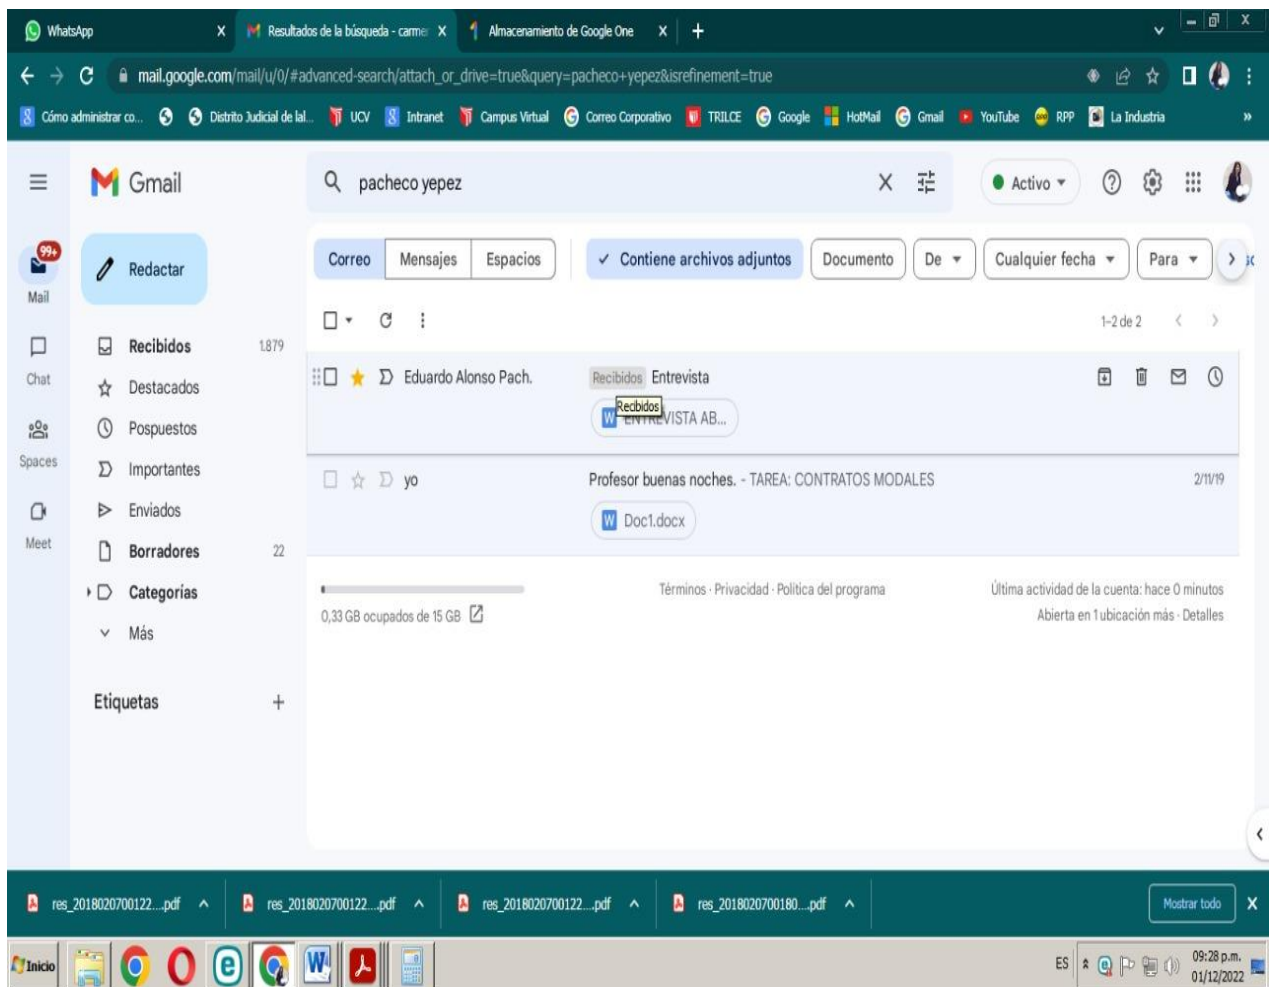 WhatsApp X Resultados de la búsqueda - carme X Almacenamiento de Google One X +
mail.google.com/mail/u/0/#advanced-search/attach_or_drive=true&query=pacheco+yepez&isrefinement=true
Cómo administrar co... Distrito Judicial de lal... UCV Intranet Campus Virtual Correo Corporativo TRILCE Google HotMail Gmail YouTube RPP La Industria »
Gmail pacheco yepez Activo
99+
Mail
Redactar
Correo Mensajes Espacios Contiene archivos adjuntos Documento De Cualquier fecha Para
1–2 de 2
Chat
Recibidos 1.879
Eduardo Alonso Pach. Recibidos Entrevista
Destacados
Recibidos
ENTREVISTA AB...
Pospuestos
Spaces
Importantes
yo Profesor buenas noches. - TAREA: CONTRATOS MODALES 2/11/19
Enviados
Doc1.docx
Meet
Borradores 22
Categorías
Términos · Privacidad · Política del programa
Última actividad de la cuenta: hace 0 minutos
0,33 GB ocupados de 15 GB
Abierta en 1 ubicación más · Detalles
Más
Etiquetas +
res_2018020700122....pdf res_2018020700122....pdf res_2018020700122....pdf res_2018020700180....pdf Mostrar todo X
Inicio ES 09:28 p.m.
01/12/2022